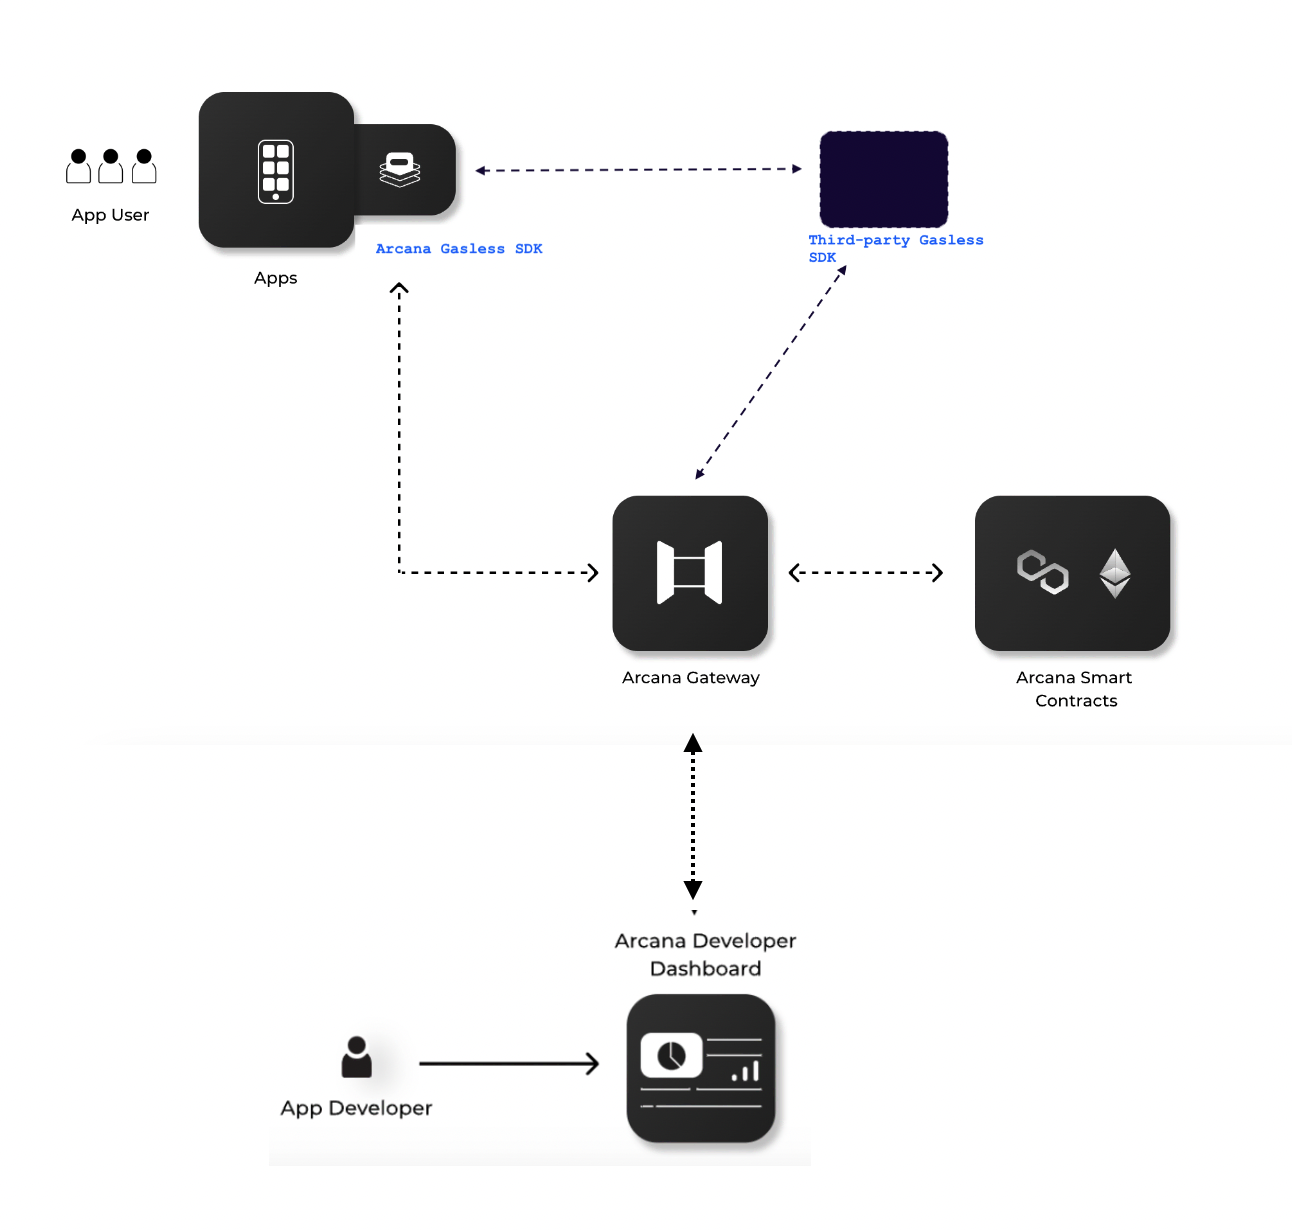 App User
Arcana Gasless SDK
Apps
Third-party Gasless
SDK
Arcana Gateway
Arcana Smart
Contracts
Arcana Developer
Dashboard
App Developer